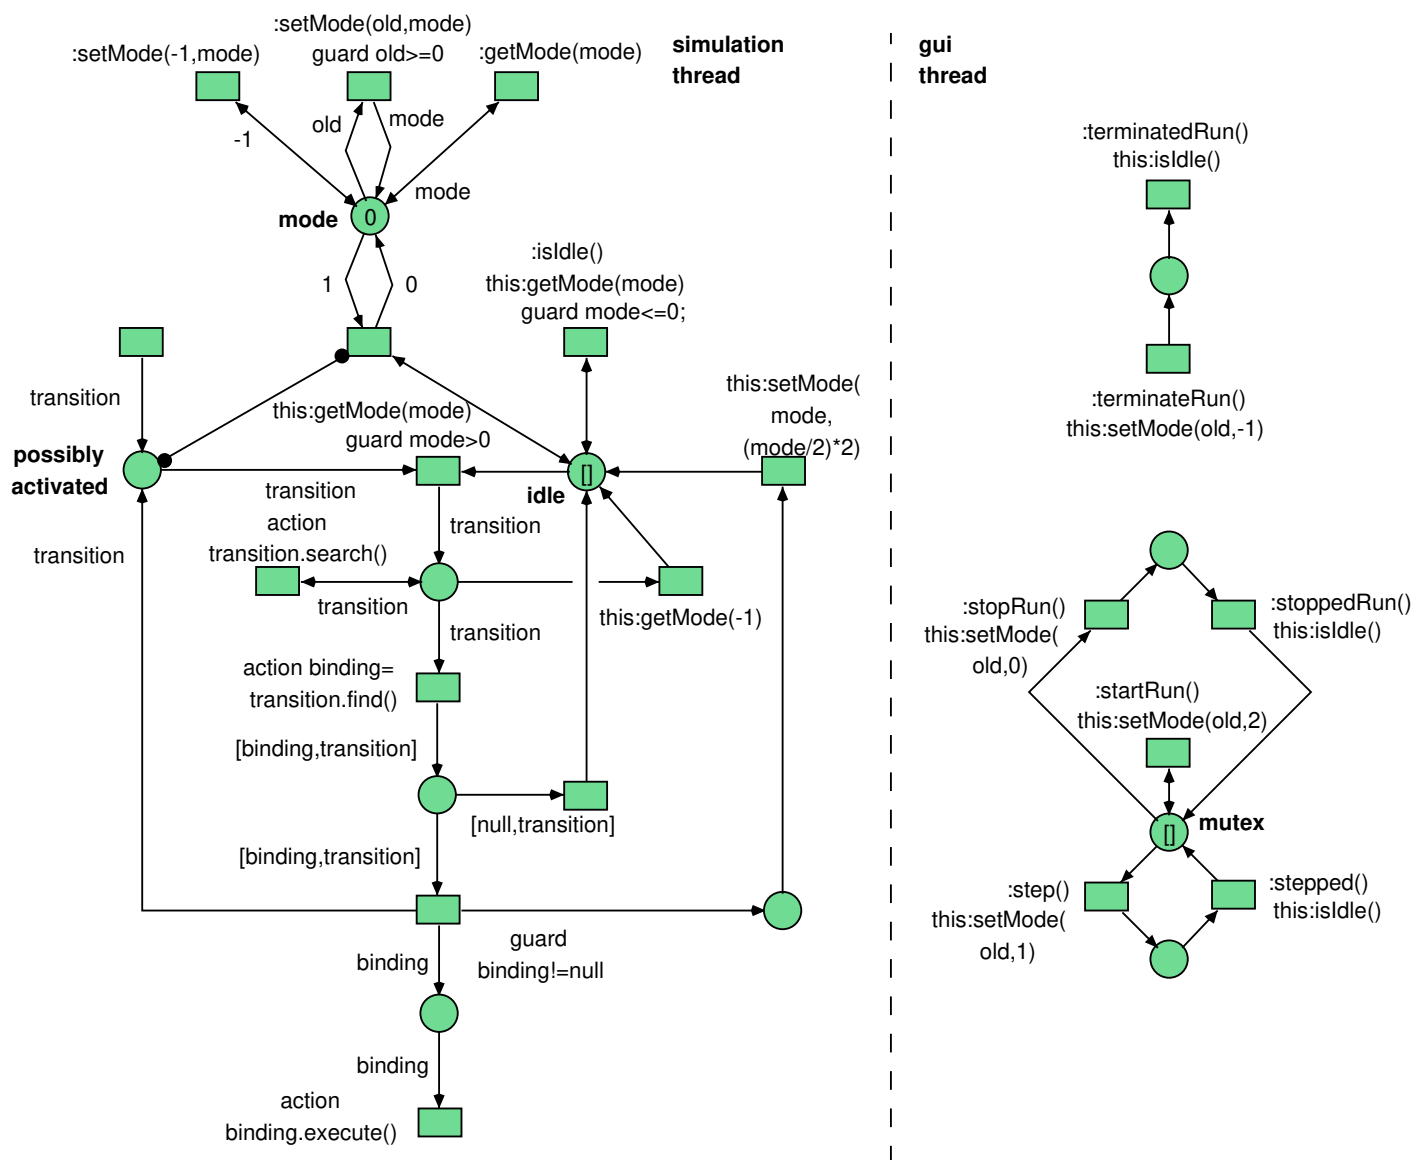 :setMode(old,mode)
:setMode(-1,mode)
guard old>=0
:getMode(mode)
simulation
thread
gui
thread
old
mode
-1
mode
mode
0
:terminatedRun()
this:isIdle()
1
0
:isIdle()
this:getMode(mode)
guard mode<=0;
transition
this:getMode(mode)
guard mode>0
this:setMode(
mode,
(mode/2)*2)
:terminateRun()
this:setMode(old,-1)
possibly
activated
[]
idle
transition
transition
transition
action
transition.search()
transition
this:getMode(-1)
transition
action binding=
transition.find()
:stopRun()
this:setMode(
old,0)
:stoppedRun()
this:isIdle()
:startRun()
this:setMode(old,2)
[binding,transition]
[null,transition]
[]
mutex
[binding,transition]
:step()
this:setMode(
old,1)
:stepped()
this:isIdle()
guard
binding!=null
binding
binding
action
binding.execute()